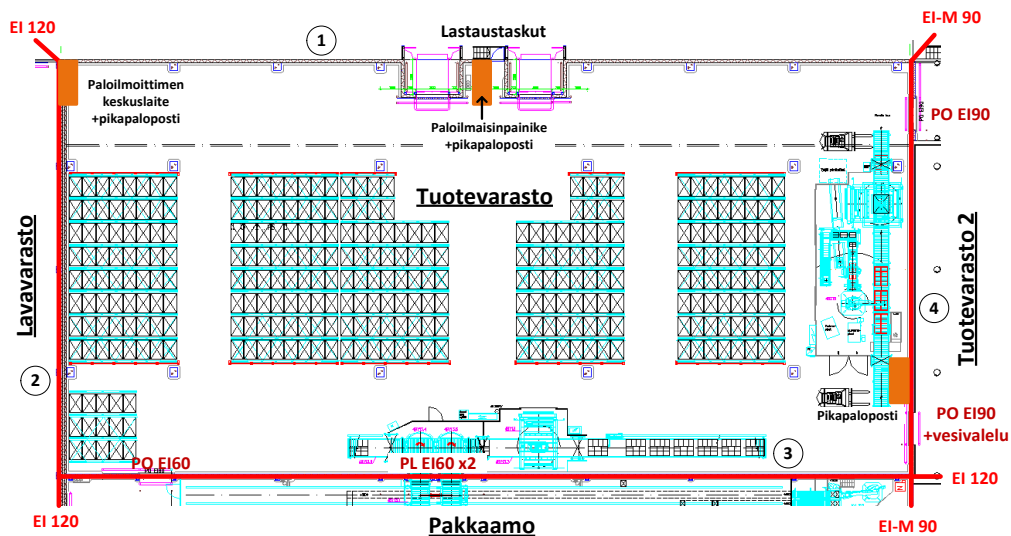 EI 120
1
Lastaustaskut
EI-M 90
Paloilmoittimen
keskuslaite
+pikapaloposti
Paloilmaisinpainike
+pikapaloposti
PO EI90
Tuotevarasto
Lavavarasto
Tuotevarasto 2
4
2
Pikapaloposti
PO EI90
+vesivalelu
PO EI60
PL EI60 x2
3
EI 120
EI 120
Pakkaamo
EI-M 90